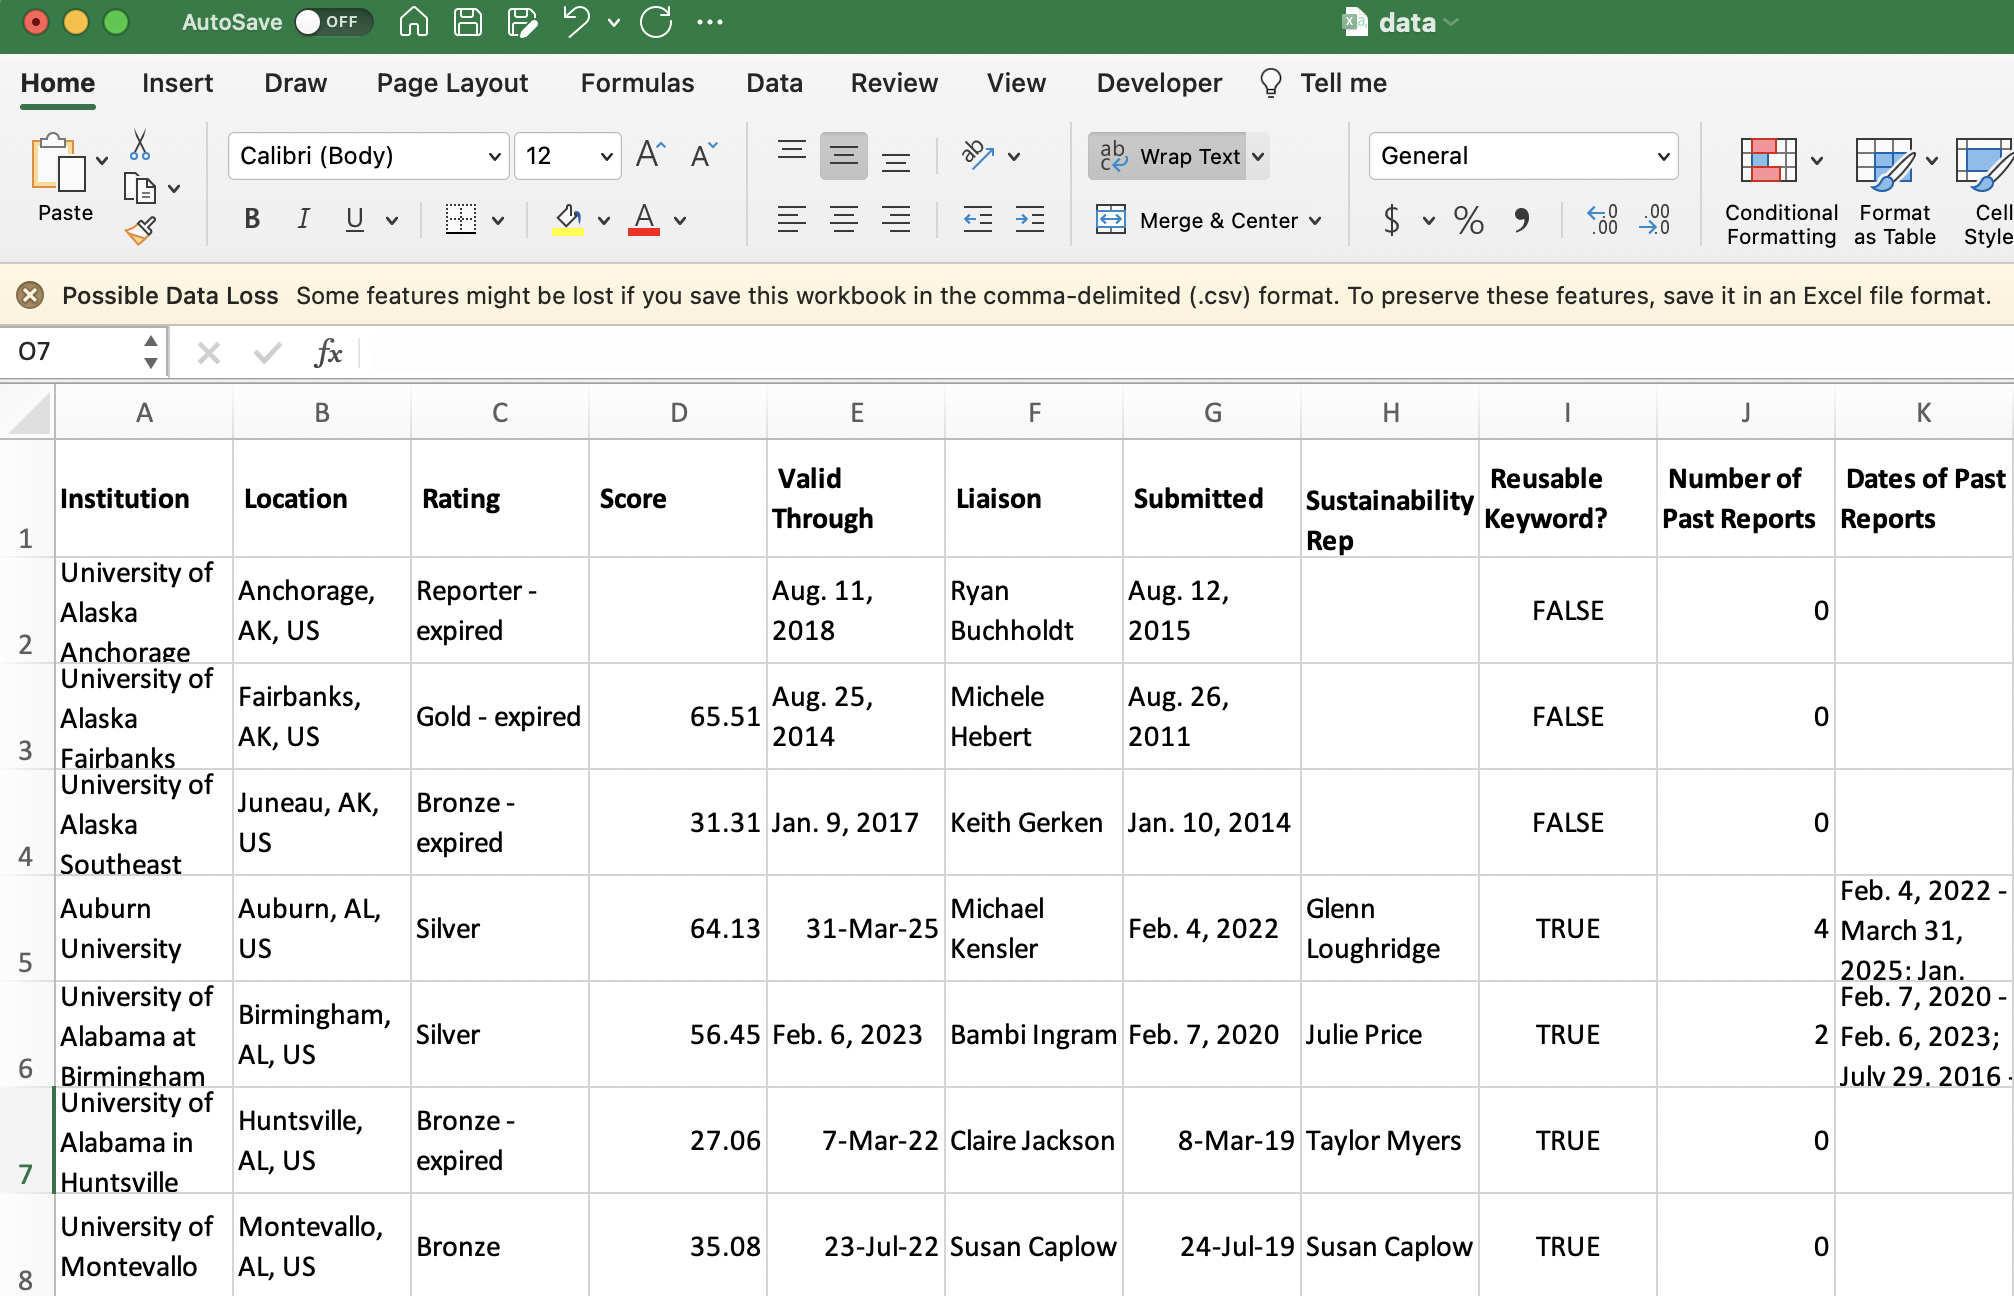 AutoSave OFF data
Home Insert Draw Page Layout Formulas Data Review View Developer Tell me
Paste
Calibri (Body) 12 A^ A˅
B I U A
ab Wrap Text
Merge & Center
General
$ % , .00 .0
Conditional Formatting
Format as Table
Cell Style
Possible Data Loss Some features might be lost if you save this workbook in the comma-delimited (.csv) format. To preserve these features, save it in an Excel file format.
O7 fx
A B C D E F G H I J K
1 Institution Location Rating Score Valid Through Liaison Submitted Sustainability Rep Reusable Keyword? Number of Past Reports Dates of Past Reports
2 University of Alaska Anchorage Anchorage, AK, US Reporter - expired Aug. 11, 2018 Ryan Buchholdt Aug. 12, 2015 FALSE 0
3 University of Alaska Fairbanks Fairbanks, AK, US Gold - expired 65.51 Aug. 25, 2014 Michele Hebert Aug. 26, 2011 FALSE 0
4 University of Alaska Southeast Juneau, AK, US Bronze - expired 31.31 Jan. 9, 2017 Keith Gerken Jan. 10, 2014 FALSE 0
5 Auburn University Auburn, AL, US Silver 64.13 31-Mar-25 Michael Kensler Feb. 4, 2022 Glenn Loughridge TRUE 4 Feb. 4, 2022 - March 31, 2025; Jan.
6 University of Alabama at Birmingham Birmingham, AL, US Silver 56.45 Feb. 6, 2023 Bambi Ingram Feb. 7, 2020 Julie Price TRUE 2 Feb. 7, 2020 - Feb. 6, 2023; July 29, 2016 -
7 University of Alabama in Huntsville Huntsville, AL, US Bronze - expired 27.06 7-Mar-22 Claire Jackson 8-Mar-19 Taylor Myers TRUE 0
8 University of Montevallo Montevallo, AL, US Bronze 35.08 23-Jul-22 Susan Caplow 24-Jul-19 Susan Caplow TRUE 0